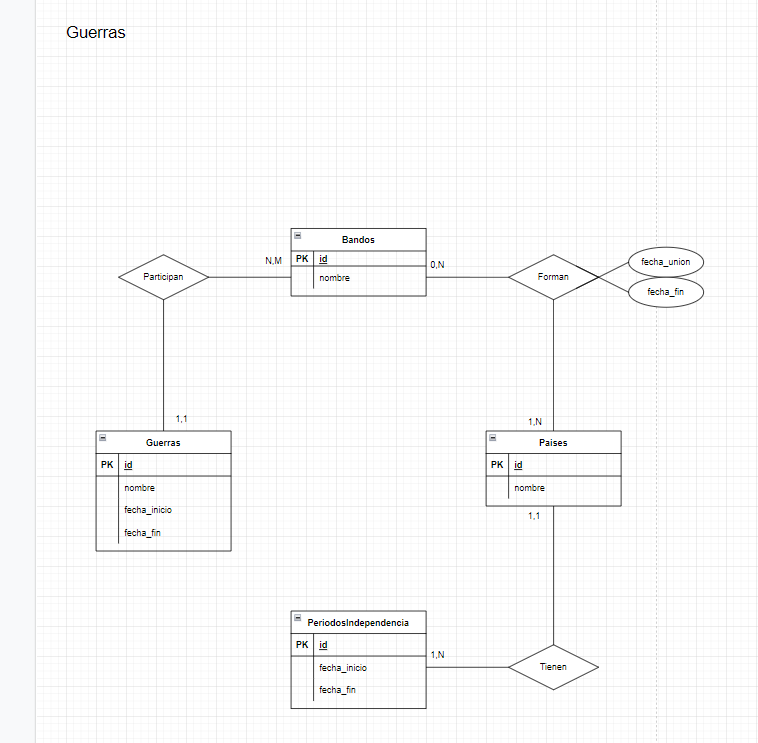 Guerras
Bandos
PK id
nombre
N,M
0,N
Participan
Forman
fecha_union
fecha_fin
1,1
1,N
Guerras
PK id
nombre
fecha_inicio
fecha_fin
Paises
PK id
nombre
1,1
PeriodosIndependencia
PK id
fecha_inicio
fecha_fin
1,N
Tienen